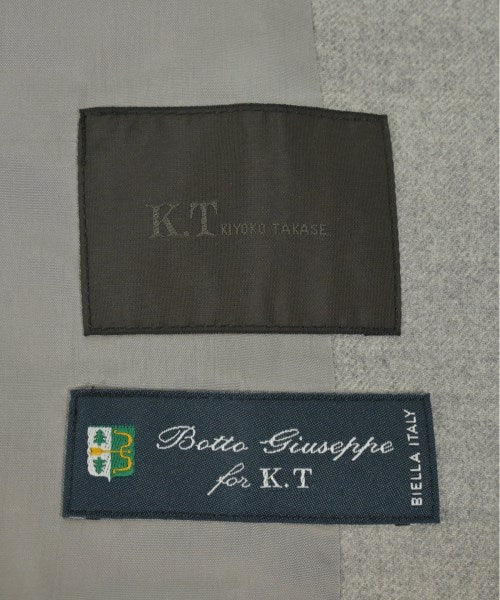 K.T KIYOKO TAKASE
Botto Giuseppe
for K.T
BIELLA ITALY